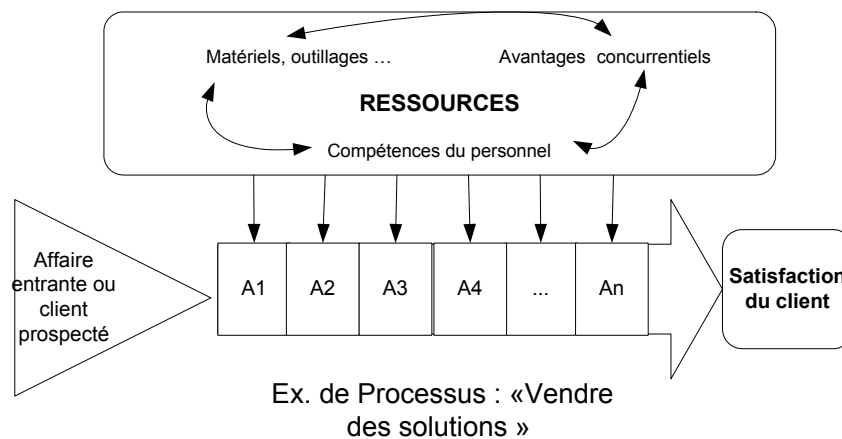 Matériels, outillages …
Avantages concurrentiels
RESSOURCES
Compétences du personnel
Affaire
entrante ou
client
prospecté
A1
A2
A3
A4
...
An
Satisfaction
du client
Ex. de Processus : «Vendre
des solutions »